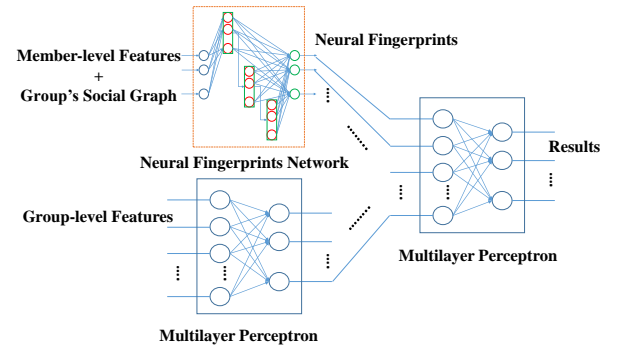 Member-level Features
+
Group's Social Graph
Neural Fingerprints
Neural Fingerprints Network
Group-level Features
Multilayer Perceptron
Results
Multilayer Perceptron